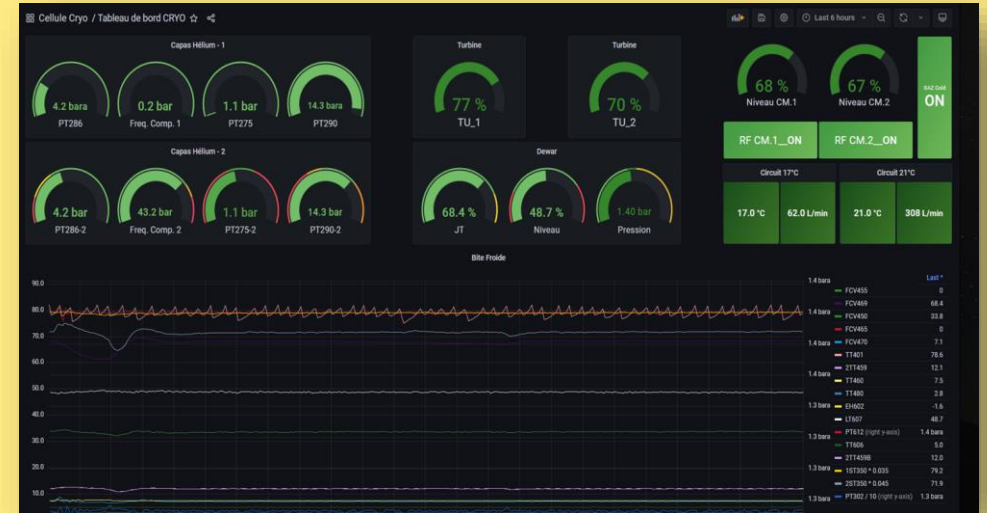 Cellule Cryo / Tableau de bord CRYO
Last 6 hours
Capas Hélium - 1
4.2 bara
PT286
0.2 bar
Freq. Comp. 1
1.1 bar
PT275
14.3 bara
PT290
Turbine
77 %
TU_1
Turbine
70 %
TU_2
68 %
Niveau CM.1
67 %
Niveau CM.2
ON
RF CM.1__ON
RF CM.2__ON
Capas Hélium - 2
4.2 bar
PT286-2
43.2 bar
Freq. Comp. 2
1.1 bar
PT275-2
14.3 bar
PT290-2
Dewar
68.4 %
JT
48.7 %
Niveau
1.40 bar
Pression
Circuit 17°C
17.0 °C
62.0 L/min
Circuit 21°C
21.0 °C
308 L/min
Bite Froide
90.0
80.0
70.0
60.0
50.0
40.0
30.0
20.0
10.0
1.4 bara
1.4 bara
1.4 bara
1.4 bara
1.3 bara
1.3 bara
1.3 bara
1.3 bara
Last *
FCV455 0
FCV469 68.4
FCV450 33.8
FCV465 0
FCV470 7.1
TT401 78.6
2TT459 12.1
TT460 7.5
TT480 2.8
EH602 -1.6
LT607 48.7
PT612 (right y-axis) 1.4 bara
TT606 5.0
2TT459B 12.0
1ST350 * 0.035 79.2
2ST350 * 0.045 71.9
PT302 / 10 (right y-axis) 1.3 bara